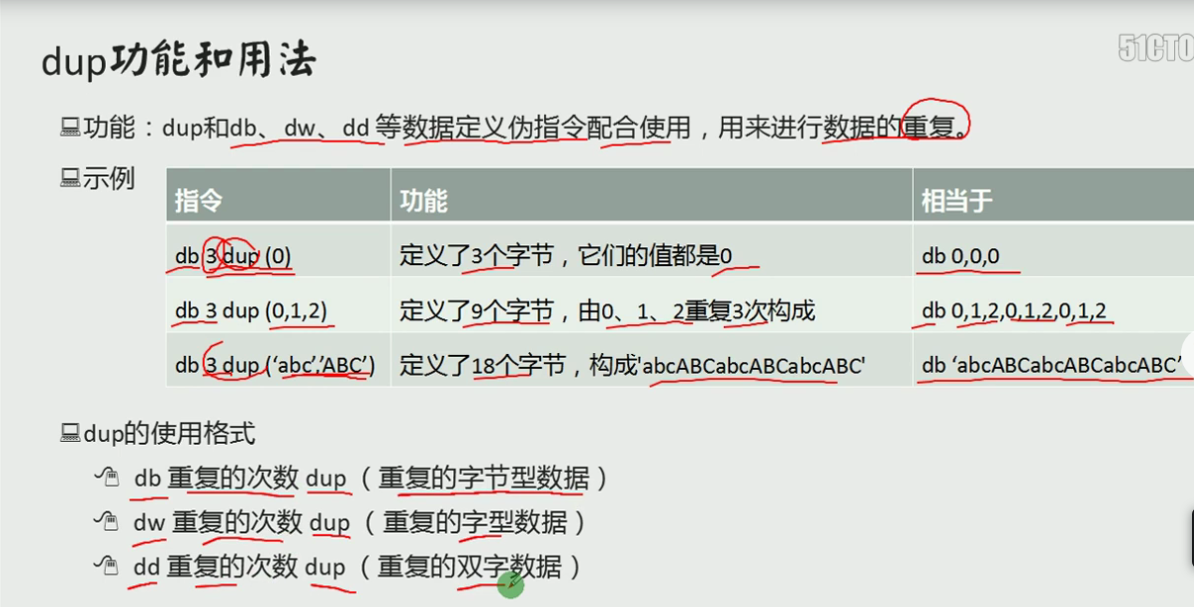 dup功能和用法
51CTO
功能：dup和db、dw、dd 等数据定义伪指令配合使用，用来进行数据的重复。
示例
指令 功能 相当于
db 3 dup (0) 定义了3个字节，它们的值都是0 db 0,0,0
db 3 dup (0,1,2) 定义了9个字节，由0、1、2重复3次构成 db 0,1,2,0,1,2,0,1,2
db 3 dup (‘abc’,’ABC’) 定义了18个字节，构成'abcABCabcABCabcABC' db ‘abcABCabcABCabcABC’
dup的使用格式
db 重复的次数 dup（重复的字节型数据）
dw 重复的次数 dup（重复的字型数据）
dd 重复的次数 dup（重复的双字数据）